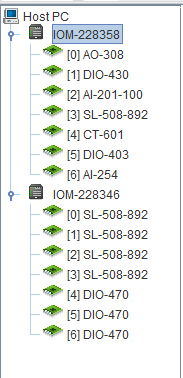 Host PC
IOM-228358
[0] AO-308
[1] DIO-430
[2] AI-201-100
[3] SL-508-892
[4] CT-601
[5] DIO-403
[6] AI-254
IOM-228346
[0] SL-508-892
[1] SL-508-892
[2] SL-508-892
[3] SL-508-892
[4] DIO-470
[5] DIO-470
[6] DIO-470